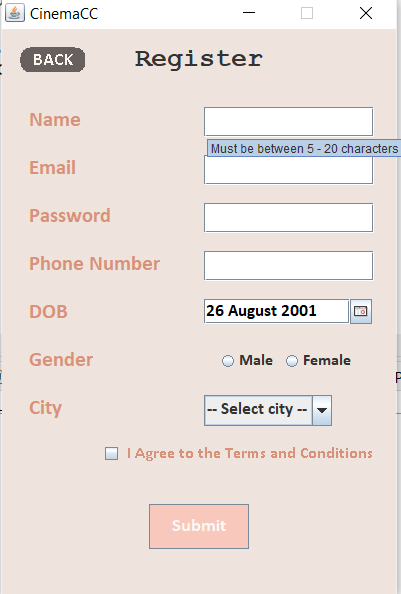 CinemaCC
BACK Register
Name
Must be between 5 - 20 characters
Email
Password
Phone Number
DOB 26 August 2001
Gender Male Female
City -- Select city --
I Agree to the Terms and Conditions
Submit